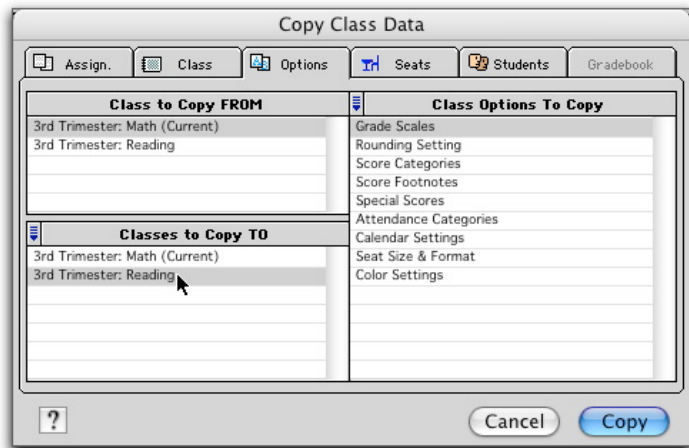 Copy Class Data
Assign.
Class
Options
Seats
Students
Gradebook
Class to Copy FROM
3rd Trimester: Math (Current)
3rd Trimester: Reading
Classes to Copy TO
3rd Trimester: Math (Current)
3rd Trimester: Reading
Class Options To Copy
Grade Scales
Rounding Setting
Score Categories
Score Footnotes
Special Scores
Attendance Categories
Calendar Settings
Seat Size & Format
Color Settings
?
Cancel
Copy